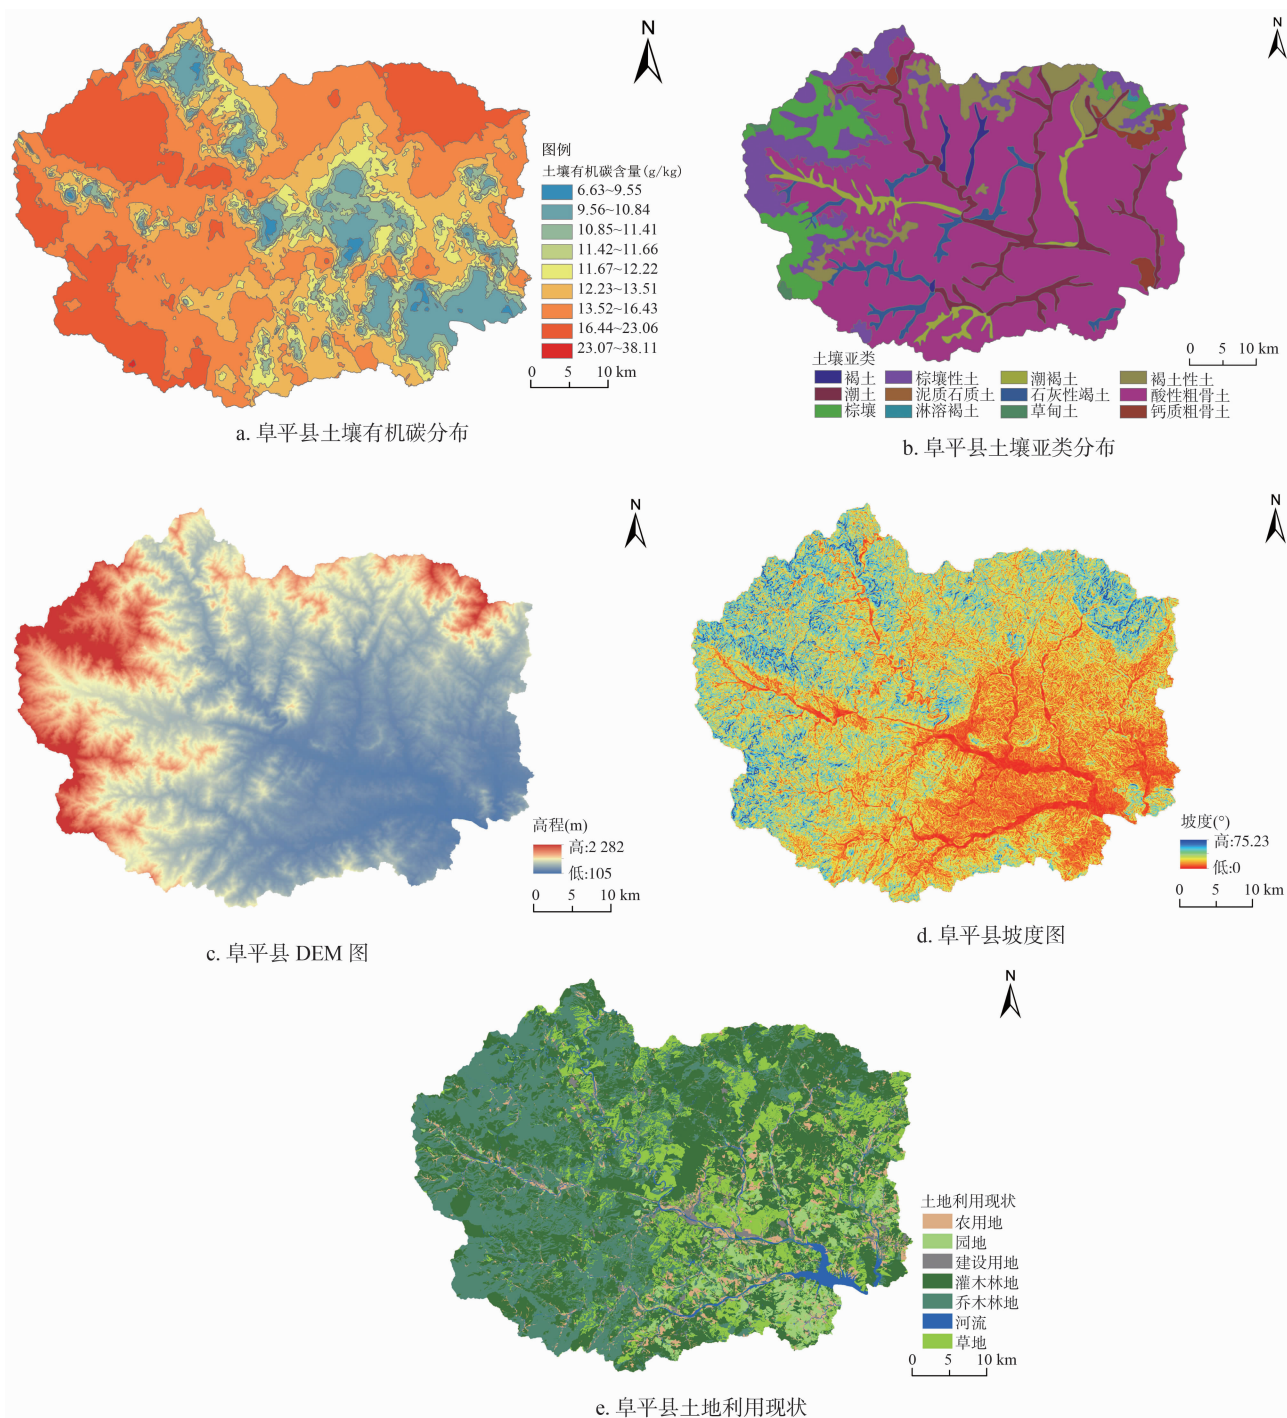 N
图例
土壤有机碳含量(g/kg)
6.63~9.55
9.56~10.84
10.85~11.41
11.42~11.66
11.67~12.22
12.23~13.51
13.52~16.43
16.44~23.06
23.07~38.11
0 5 10 km
a. 阜平县土壤有机碳分布
N
0 5 10 km
土壤亚类
褐土 棕壤性土 潮褐土 褐土性土
潮土 泥质石质土 石灰性竭土 酸性粗骨土
棕壤 淋溶褐土 草甸土 钙质粗骨土
b. 阜平县土壤亚类分布
N
高程(m)
高:2 282
低:105
0 5 10 km
c. 阜平县 DEM 图
N
坡度(°)
高:75.23
低:0
0 5 10 km
d. 阜平县坡度图
N
土地利用现状
农用地
园地
建设用地
灌木林地
乔木林地
河流
草地
0 5 10 km
e. 阜平县土地利用现状